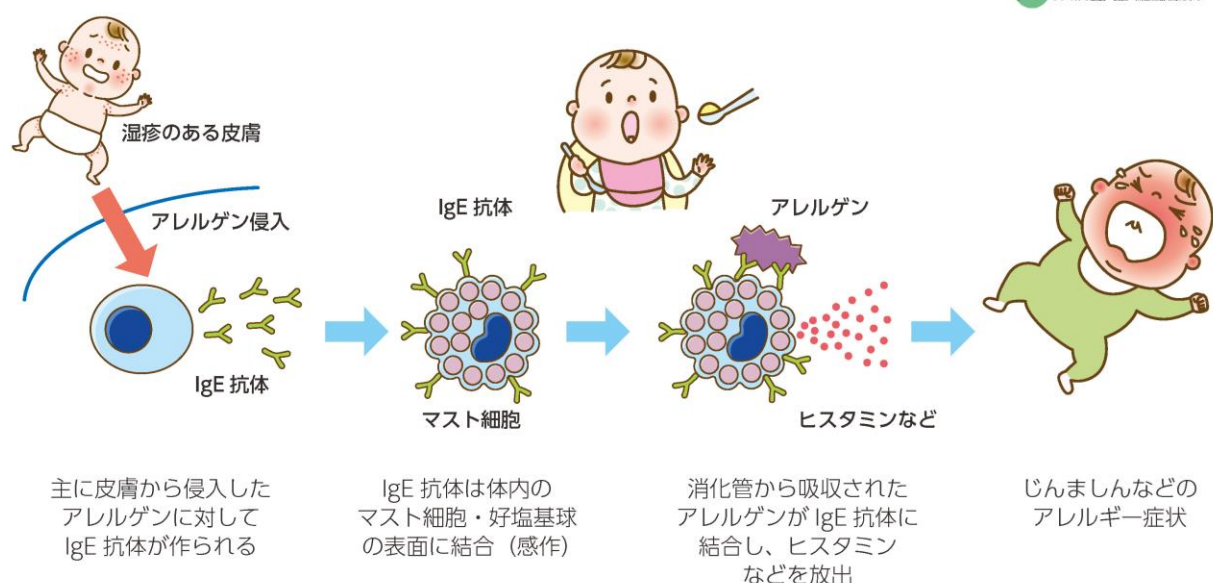 湿疹のある皮膚
アレルゲン侵入
IgE 抗体
IgE 抗体
マスト細胞
アレルゲン
ヒスタミンなど
主に皮膚から侵入した
アレルゲンに対して
IgE 抗体が作られる
IgE 抗体は体内の
マスト細胞・好塩基球
の表面に結合（感作）
消化管から吸収された
アレルゲンが IgE 抗体に
結合し、ヒスタミン
などを放出
じんましんなどの
アレルギー症状